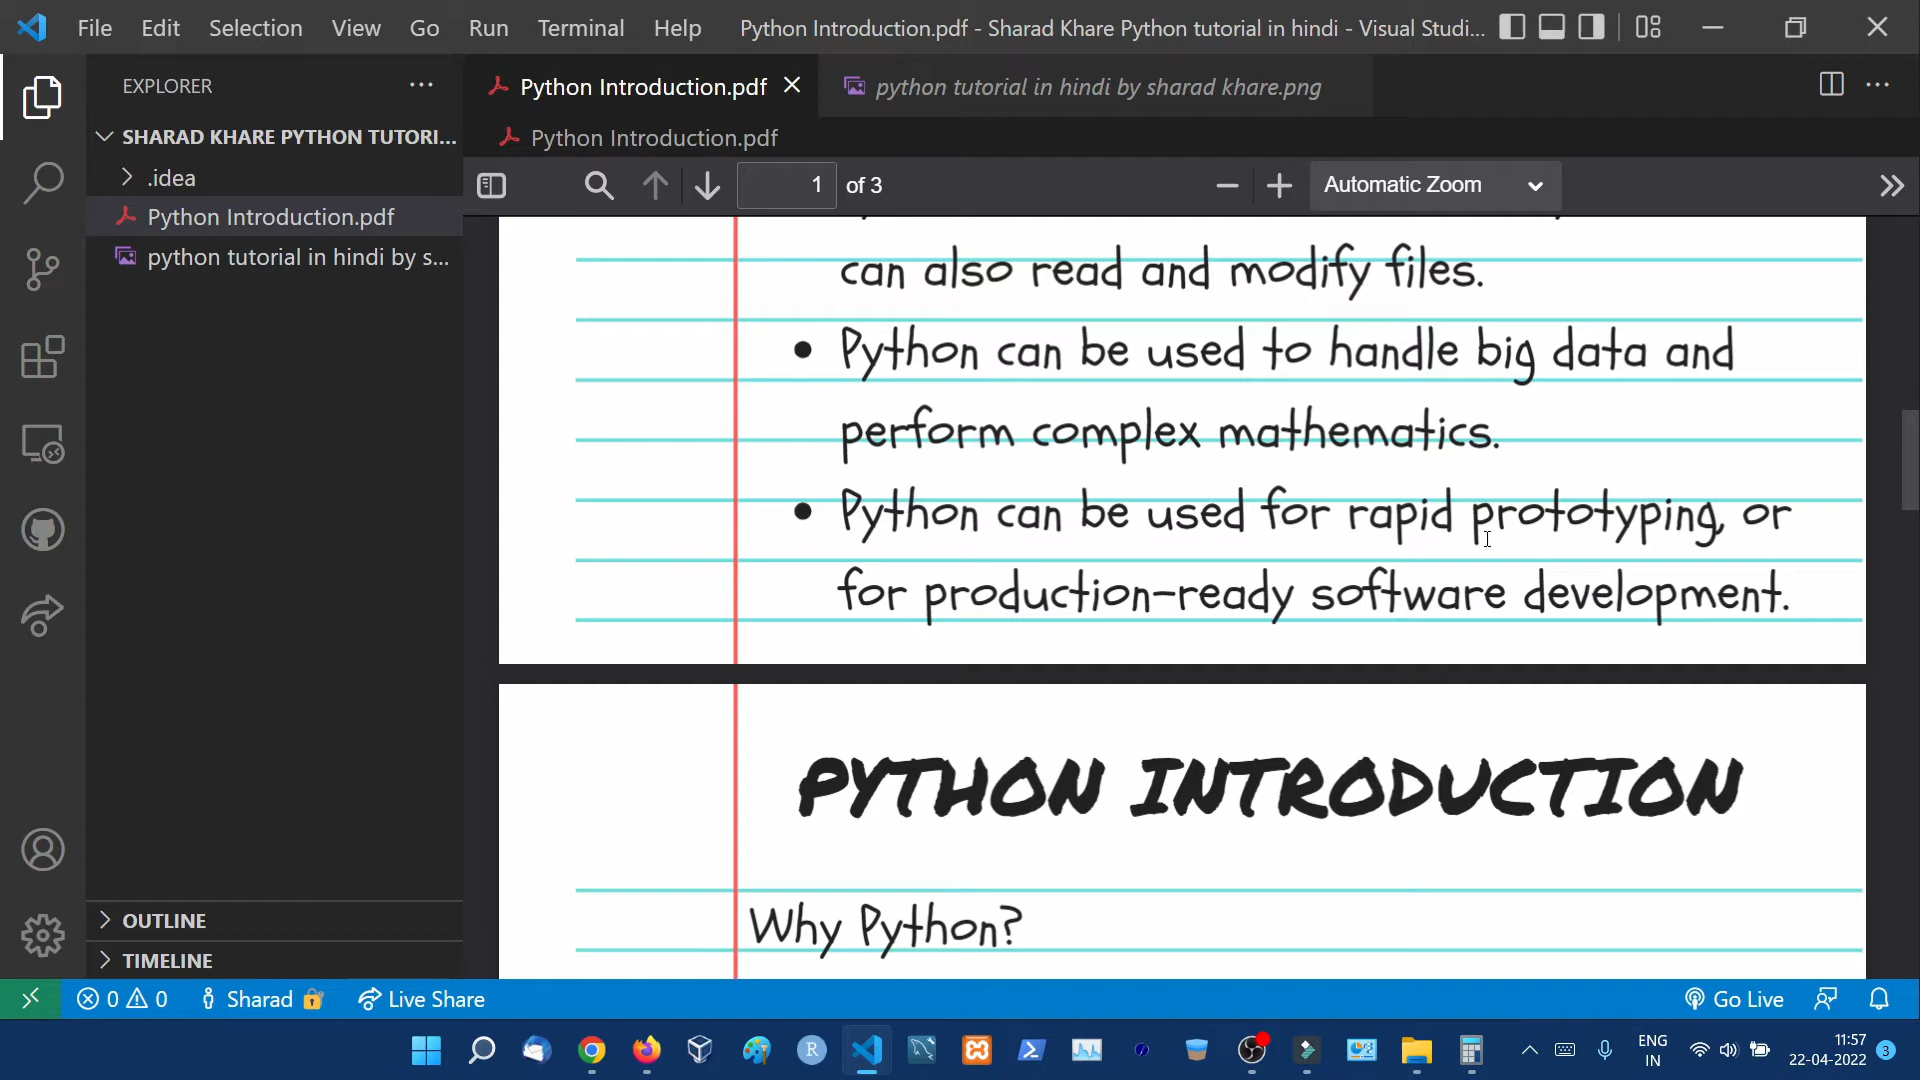 File Edit Selection View Go Run Terminal Help Python Introduction.pdf - Sharad Khare Python tutorial in hindi - Visual Studi...
EXPLORER
SHARAD KHARE PYTHON TUTORI...
.idea
Python Introduction.pdf
python tutorial in hindi by s...
OUTLINE
TIMELINE
Python Introduction.pdf
python tutorial in hindi by sharad khare.png
Python Introduction.pdf
1 of 3
Automatic Zoom
can also read and modify files.
• Python can be used to handle big data and
perform complex mathematics.
• Python can be used for rapid prototyping, or
for production-ready software development.
PYTHON INTRODUCTION
Why Python?
0 0 Sharad Live Share Go Live
R
ENG
IN
11:57
22-04-2022
3